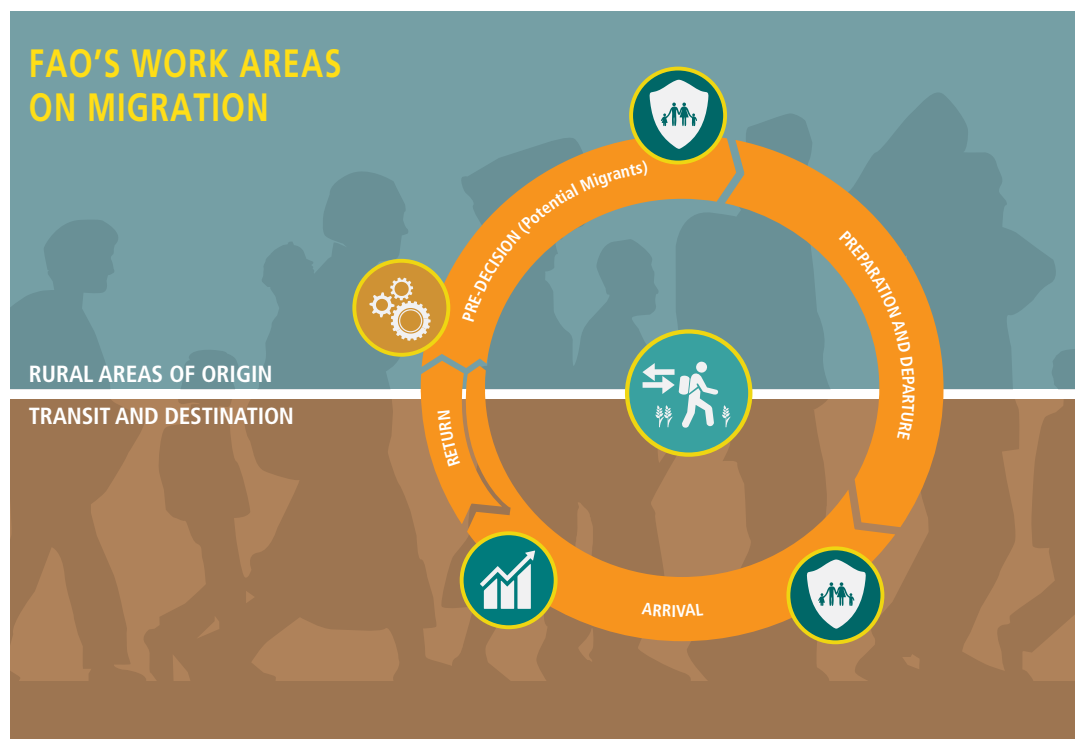 FAO'S WORK AREAS
ON MIGRATION
PRE-DECISION (Potential Migrants)
PREPARATION AND DEPARTURE
RURAL AREAS OF ORIGIN
TRANSIT AND DESTINATION
RETURN
ARRIVAL